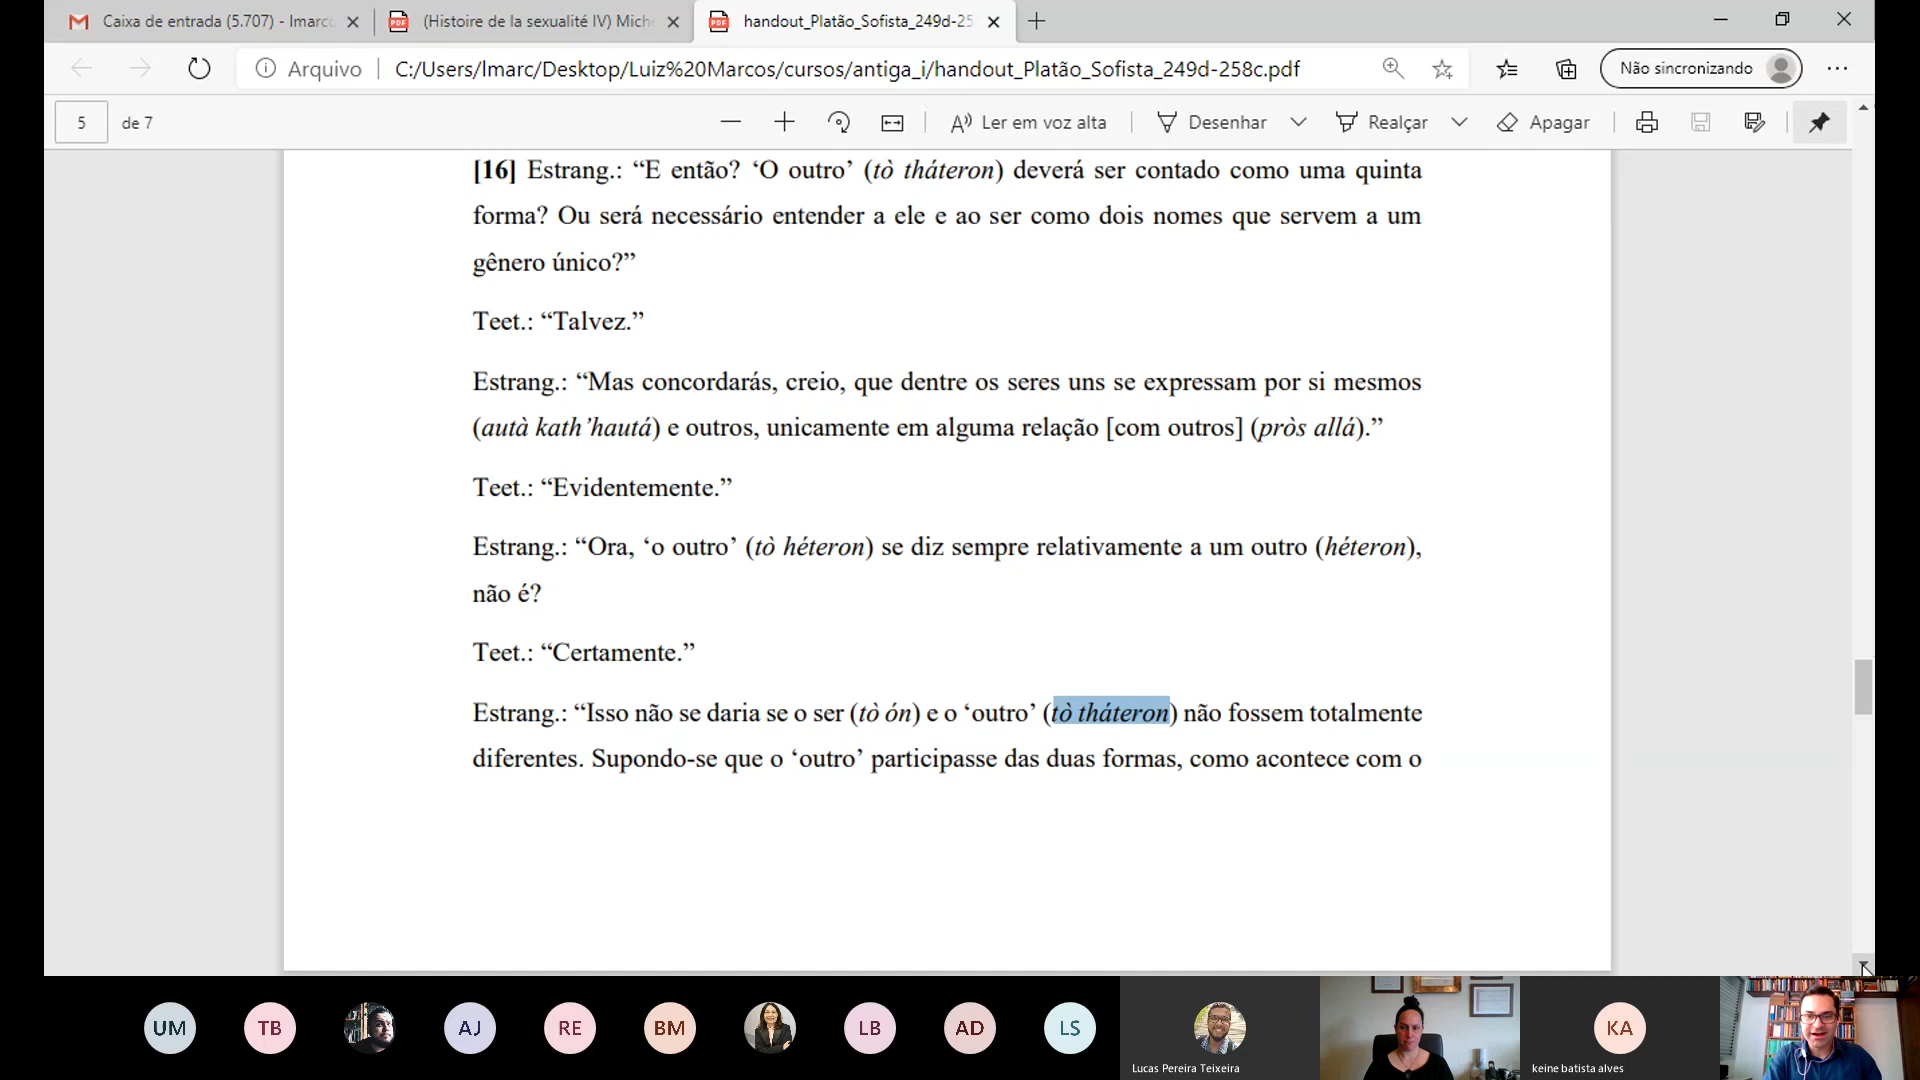 Caixa de entrada (5.707) - lmarc
(Histoire de la sexualité IV) Mich
handout_Platão_Sofista_249d-25
Arquivo
C:/Users/lmarc/Desktop/Luiz%20Marcos/cursos/antiga_i/handout_Platão_Sofista_249d-258c.pdf
Não sincronizando
5 de 7
Ler em voz alta
Desenhar
Realçar
Apagar
[16] Estrang.: “E então? ‘O outro’ (tò tháteron) deverá ser contado como uma quinta
forma? Ou será necessário entender a ele e ao ser como dois nomes que servem a um
gênero único?”
Teet.: “Talvez.”
Estrang.: “Mas concordarás, creio, que dentre os seres uns se expressam por si mesmos
(autà kath’hautá) e outros, unicamente em alguma relação [com outros] (pròs allá).”
Teet.: “Evidentemente.”
Estrang.: “Ora, ‘o outro’ (tò héteron) se diz sempre relativamente a um outro (héteron),
não é?
Teet.: “Certamente.”
Estrang.: “Isso não se daria se o ser (tò ón) e o ‘outro’ (tò tháteron) não fossem totalmente
diferentes. Supondo-se que o ‘outro’ participasse das duas formas, como acontece com o
UM
TB
AJ
RE
BM
LB
AD
LS
KA
Lucas Pereira Teixeira
keine batista alves